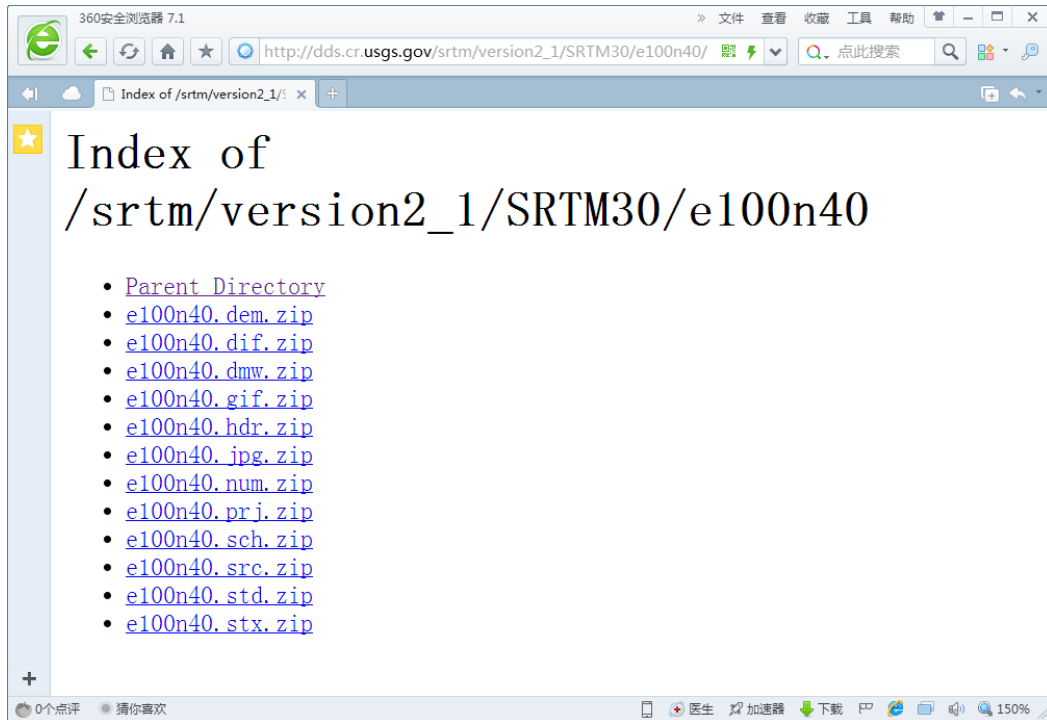 360安全浏览器 7.1
» 文件 查看 收藏 工具 帮助
http://dds.cr.usgs.gov/srtm/version2_1/SRTM30/e100n40/
点此搜索
Index of /srtm/version2_1/S
Index of
/srtm/version2_1/SRTM30/e100n40
Parent Directory
e100n40.dem.zip
e100n40.dif.zip
e100n40.dmw.zip
e100n40.gif.zip
e100n40.hdr.zip
e100n40.jpg.zip
e100n40.num.zip
e100n40.prj.zip
e100n40.sch.zip
e100n40.src.zip
e100n40.std.zip
e100n40.stx.zip
0个点评 猜你喜欢 医生 加速器 下载 150%